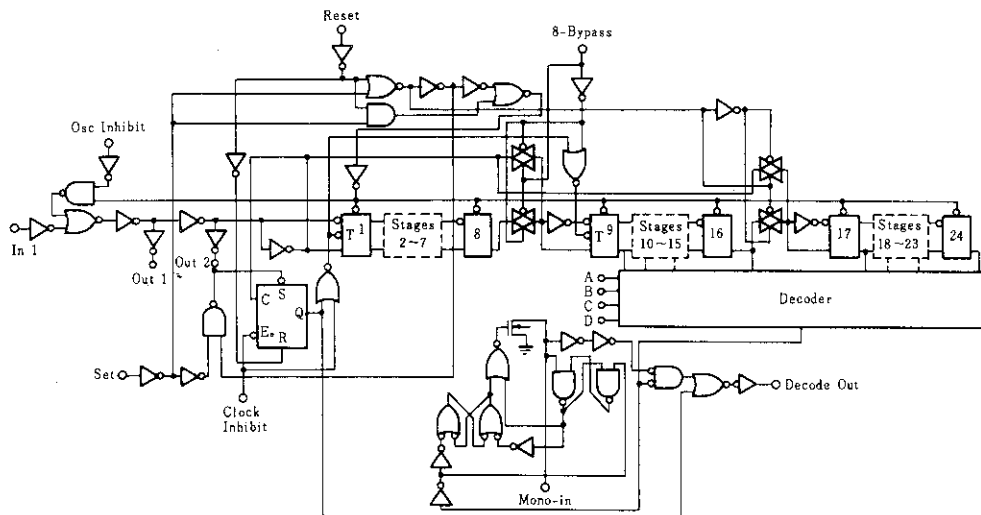 Reset
8-Bypass
Osc Inhibit
In 1
Out 1
Out 2
T 1
Stages
2~7
8
T 9
Stages
10~15
16
17
Stages
18~23
24
C
S
Q
E
R
A
B
C
D
Decoder
Set
Clock
Inhibit
Mono-in
Decode Out